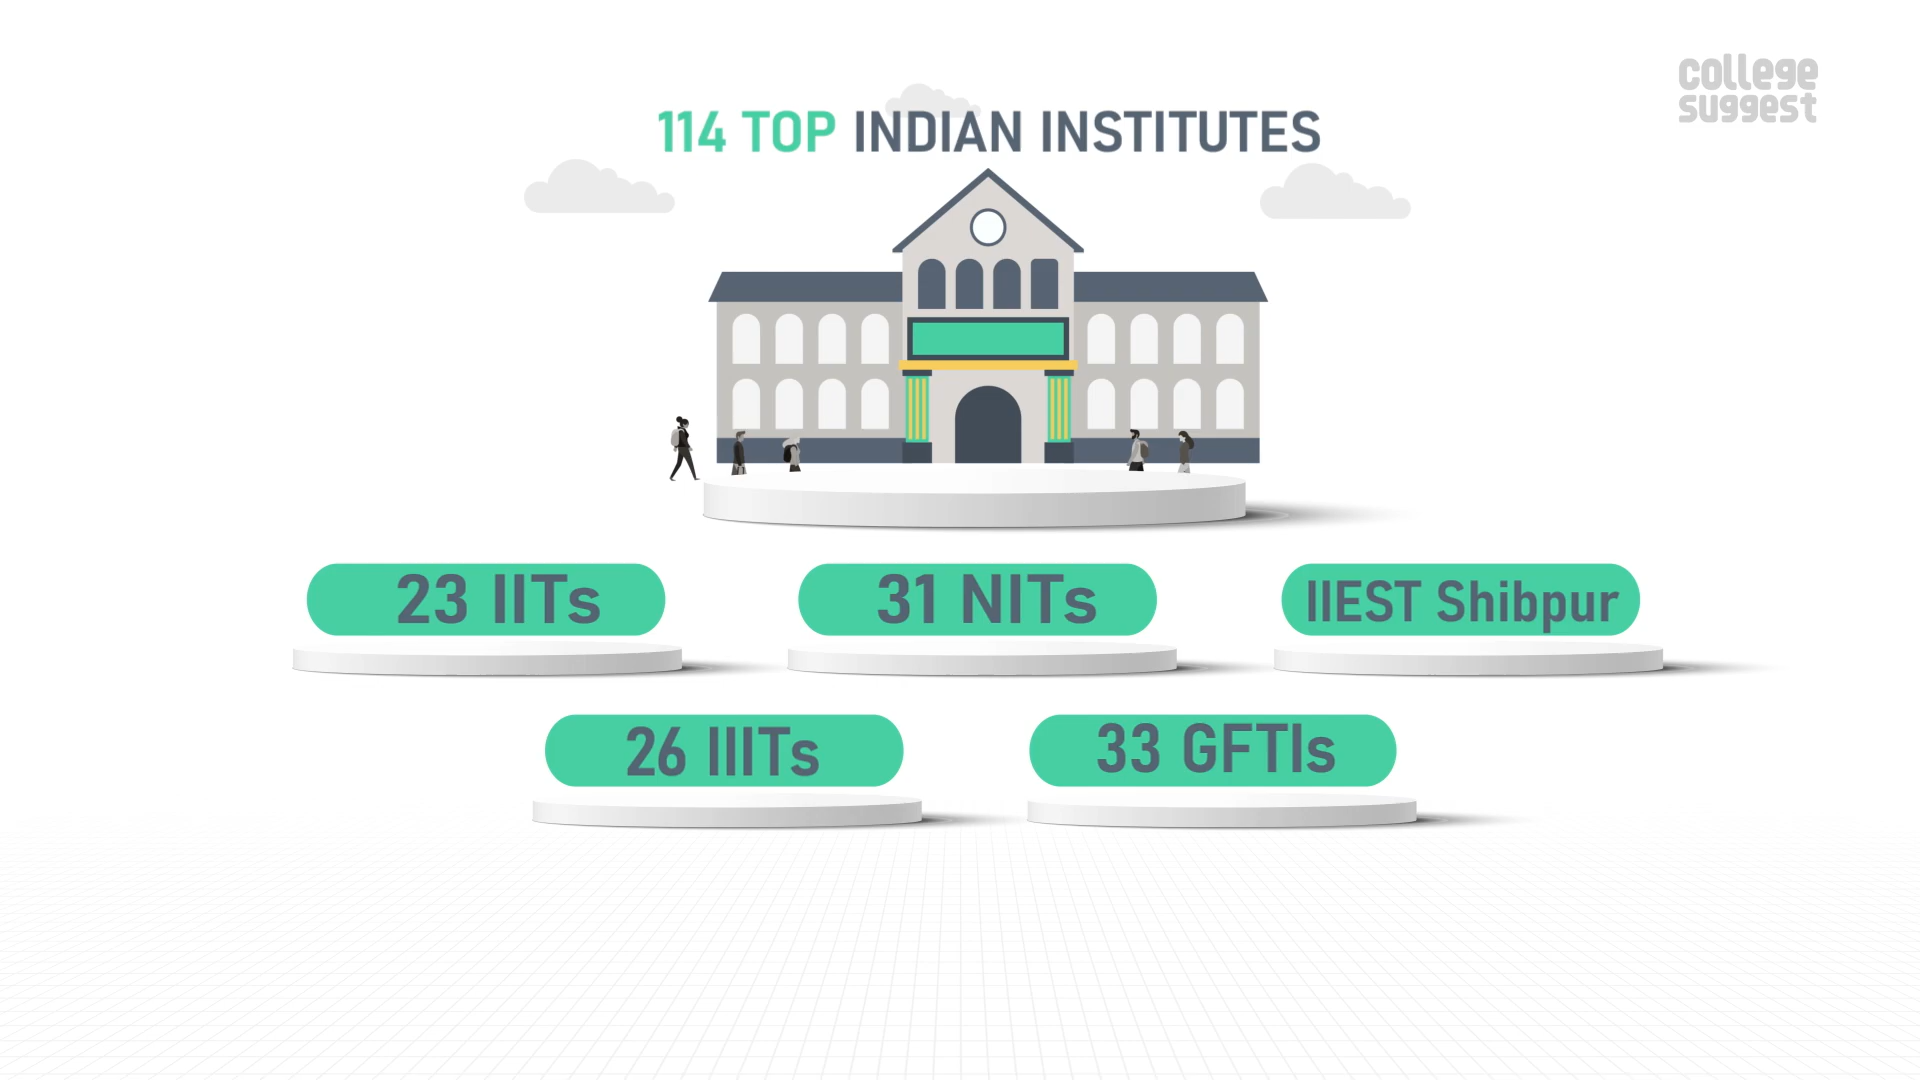 college
suggest
114 TOP INDIAN INSTITUTES
23 IITs
31 NITs
IIEST Shibpur
26 IIITs
33 GFTIs